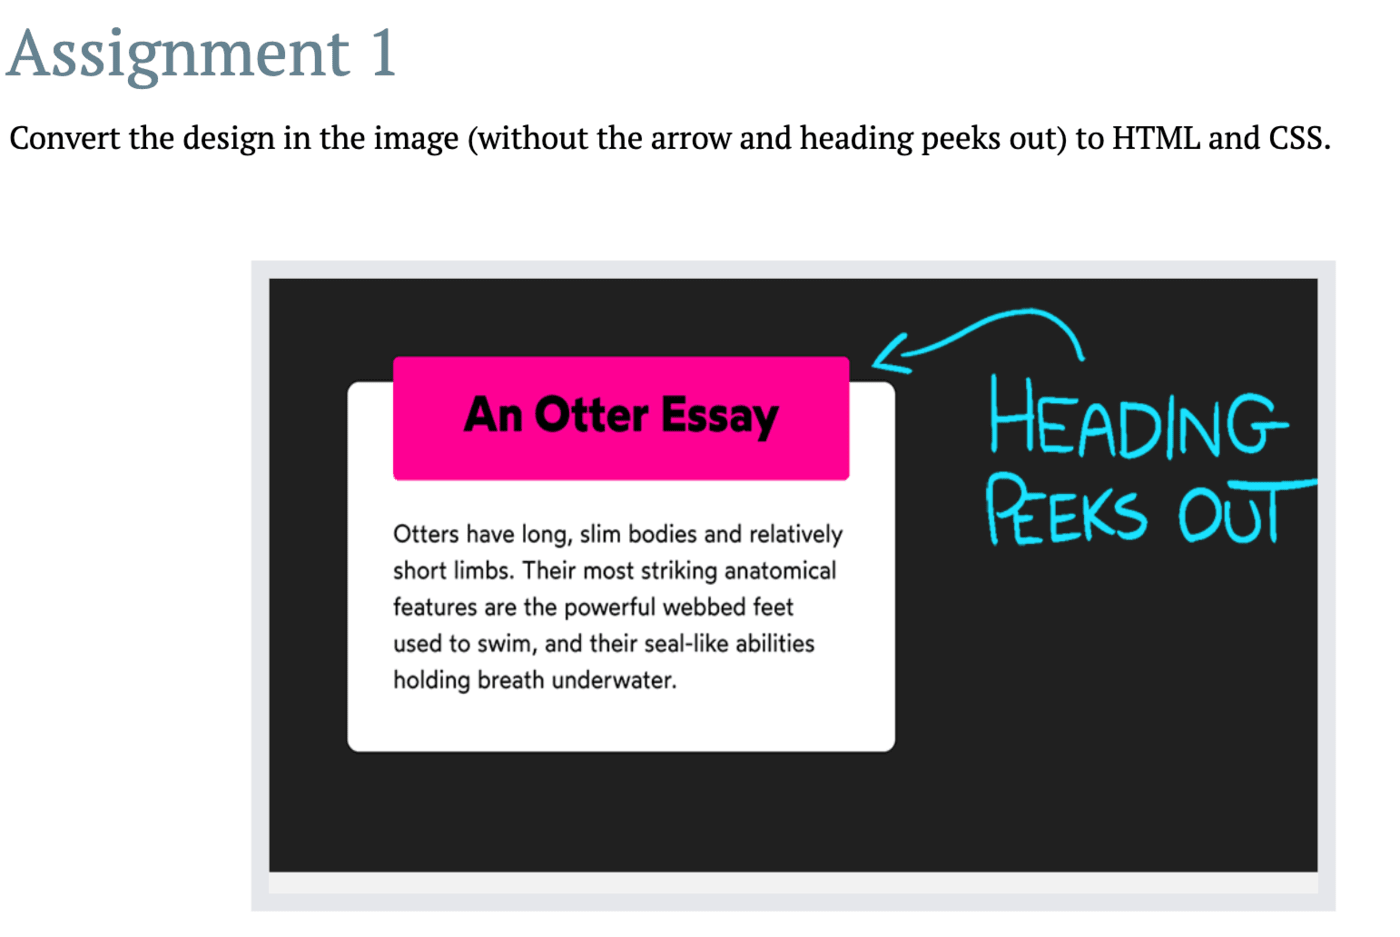 Assignment 1
Convert the design in the image (without the arrow and heading peeks out) to HTML and CSS.
An Otter Essay
Otters have long, slim bodies and relatively
short limbs. Their most striking anatomical
features are the powerful webbed feet
used to swim, and their seal-like abilities
holding breath underwater.
HEADING
PEEKS OUT